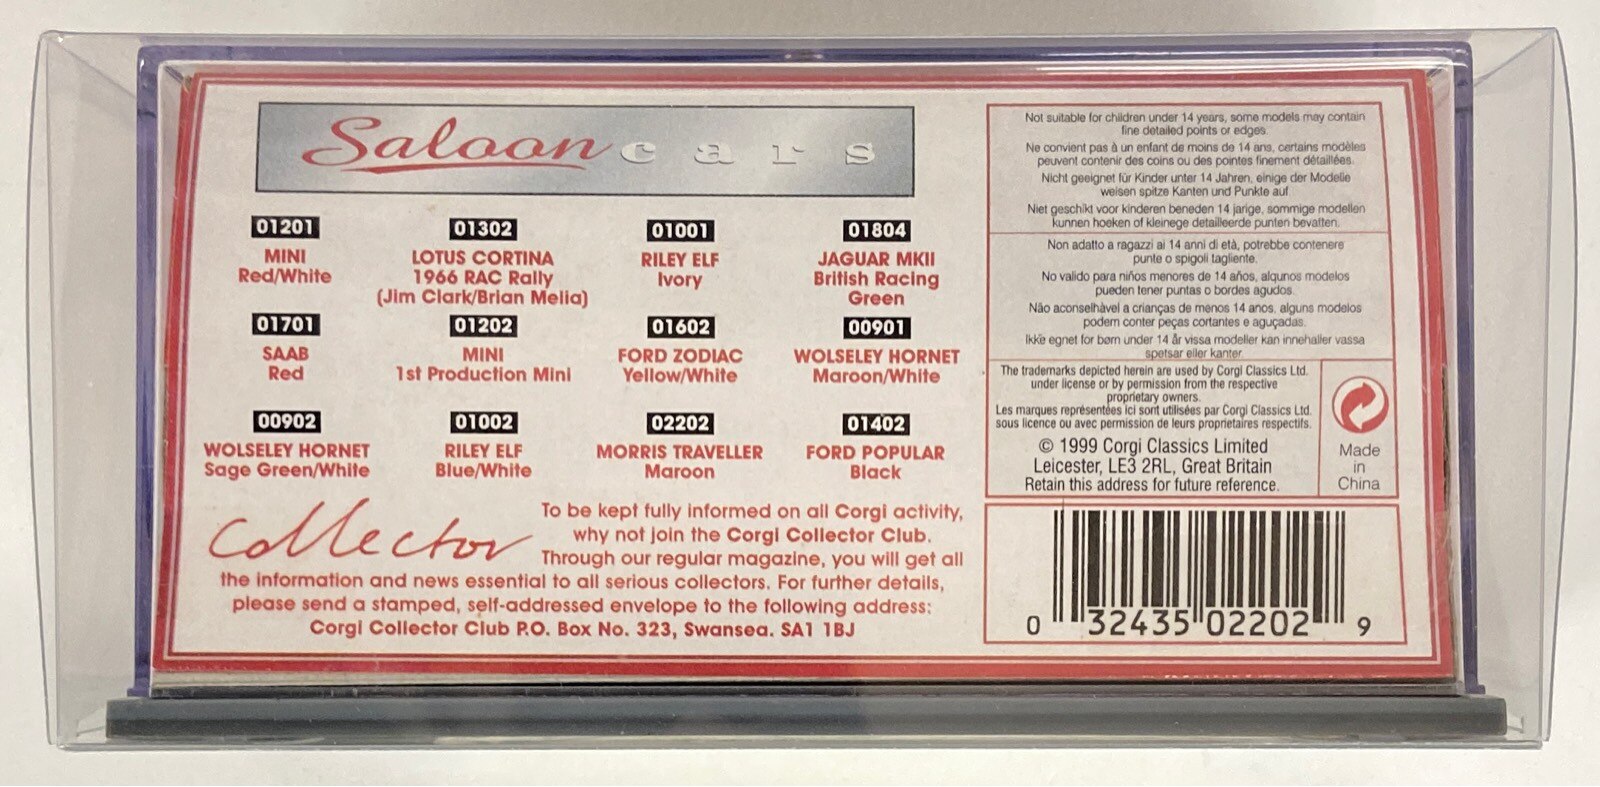 Saloon cars
01201
MINI
Red/White
01302
LOTUS CORTINA
1966 RAC Rally
(Jim Clark/Brian Melia)
01001
RILEY ELF
Ivory
01804
JAGUAR MKII
British Racing
Green
01701
SAAB
Red
01202
MINI
1st Production Mini
01602
FORD ZODIAC
Yellow/White
00901
WOLSELEY HORNET
Maroon/White
00902
WOLSELEY HORNET
Sage Green/White
01002
RILEY ELF
Blue/White
02202
MORRIS TRAVELLER
Maroon
01402
FORD POPULAR
Black
Collector
To be kept fully informed on all Corgi activity,
why not join the Corgi Collector Club.
Through our regular magazine, you will get all
the information and news essential to all serious collectors. For further details,
please send a stamped, self-addressed envelope to the following address:
Corgi Collector Club P.O. Box No. 323, Swansea. SA1 1BJ
Not suitable for children under 14 years, some models may contain
fine detailed points or edges.
Ne convient pas à un enfant de moins de 14 ans, certains modèles
peuvent contenir des coins ou des pointes finement détaillées.
Nicht geeignet für Kinder unter 14 Jahren, einige der Modelle
weisen spitze Kanten und Punkte auf
Niet geschikt voor kinderen beneden 14 jarige, sommige modellen
kunnen hoeken of kleinege detailleerde punten bevatten.
Non adatto a ragazzi ai 14 anni di età, potrebbe contenere
punte o spigoli tagliente.
No valido para niños menores de 14 años, algunos modelos
pueden tener puntas o bordes agudos.
Não aconselhável a crianças de menos 14 anos, alguns modelos
podem conter peças cortantes e aguçadas.
Ikke egnet for børn under 14 år vissa modeller kan innehaller vassa
spetsar eller kanter.
The trademarks depicted herein are used by Corgi Classics Ltd.
under license or by permission from the respective
proprietary owners.
Les marques représentées ici sont utilisées par Corgi Classics Ltd.
sous licence ou avec permission de leurs proprietaires respectifs.
© 1999 Corgi Classics Limited
Leicester, LE3 2RL, Great Britain
Retain this address for future reference.
Made
in
China
0 32435 02202 9